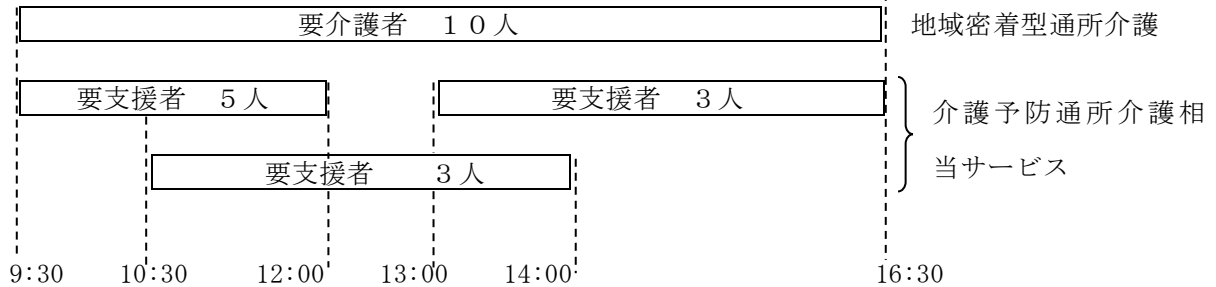 要介護者　１０人
地域密着型通所介護
要支援者　５人
要支援者　３人
介護予防通所介護相
当サービス
要支援者　　３人
9:30
10:30
12:00
13:00
14:00
16:30